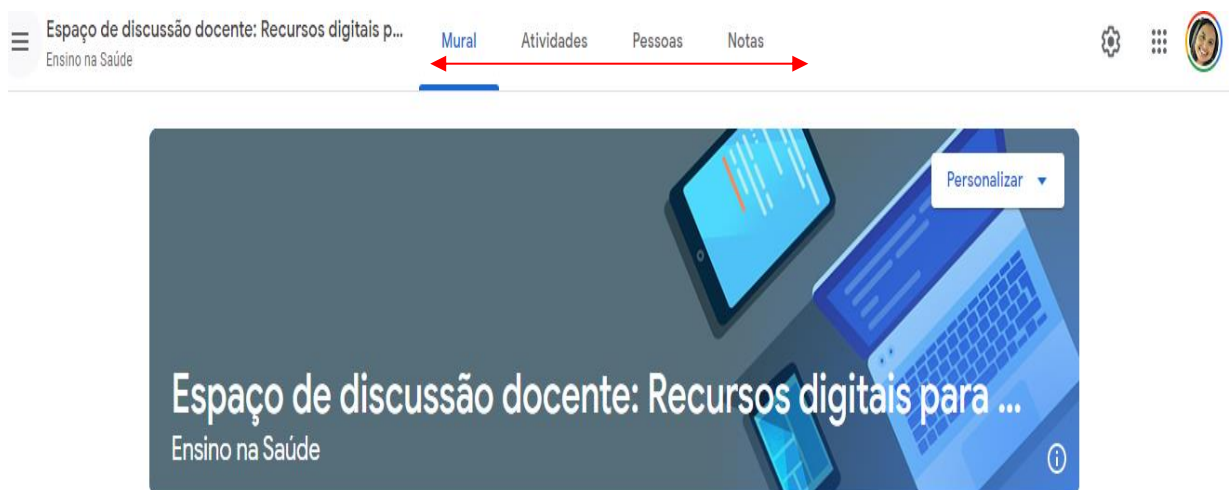 Espaço de discussão docente: Recursos digitais p...
Ensino na Saúde
Mural Atividades Pessoas Notas
Personalizar
Espaço de discussão docente: Recursos digitais para ...
Ensino na Saúde